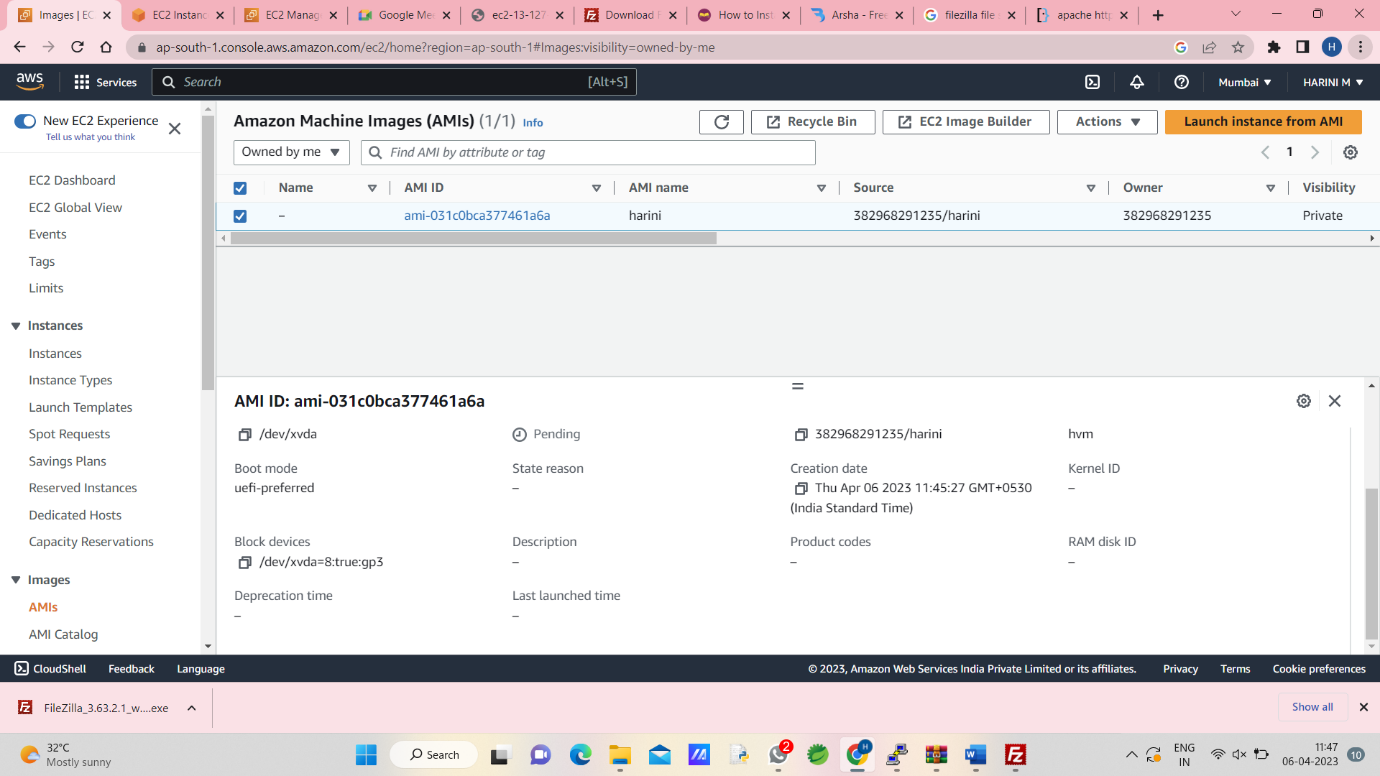 Images | EC
EC2 Instanc
EC2 Manag
Google Me
ec2-13-127
Download F
How to Inst
Arsha - Free
filezilla file s
apache http
ap-south-1.console.aws.amazon.com/ec2/home?region=ap-south-1#Images:visibility=owned-by-me
H
aws
Services
Search
[Alt+S]
Mumbai
HARINI M
New EC2 Experience
Tell us what you think
EC2 Dashboard
EC2 Global View
Events
Tags
Limits
Instances
Instances
Instance Types
Launch Templates
Spot Requests
Savings Plans
Reserved Instances
Dedicated Hosts
Capacity Reservations
Images
AMIs
AMI Catalog
Amazon Machine Images (AMIs) (1/1) Info
Recycle Bin
EC2 Image Builder
Actions
Launch instance from AMI
Owned by me
Find AMI by attribute or tag
1
Name AMI ID AMI name Source Owner Visibility
– ami-031c0bca377461a6a harini 382968291235/harini 382968291235 Private
AMI ID: ami-031c0bca377461a6a
/dev/xvda Pending 382968291235/harini hvm
Boot mode State reason Creation date Kernel ID
uefi-preferred – Thu Apr 06 2023 11:45:27 GMT+0530 –
(India Standard Time)
Block devices Description Product codes RAM disk ID
/dev/xvda=8:true:gp3 – – –
Deprecation time Last launched time
– –
CloudShell Feedback Language © 2023, Amazon Web Services India Private Limited or its affiliates. Privacy Terms Cookie preferences
FileZilla_3.63.2.1_w....exe
Show all
32°C
Mostly sunny
Search
2
H
ENG
IN
11:47
06-04-2023
10